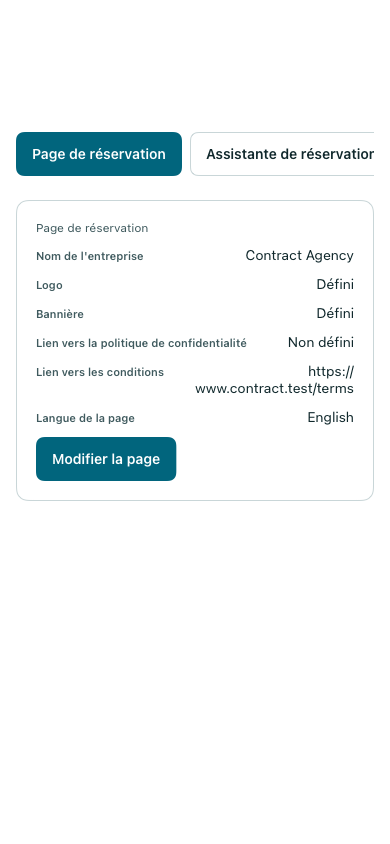 Page de réservation
Assistante de réservation
Page de réservation
Nom de l'entreprise Contract Agency
Logo Défini
Bannière Défini
Lien vers la politique de confidentialité Non défini
Lien vers les conditions https://
www.contract.test/terms
Langue de la page English
Modifier la page